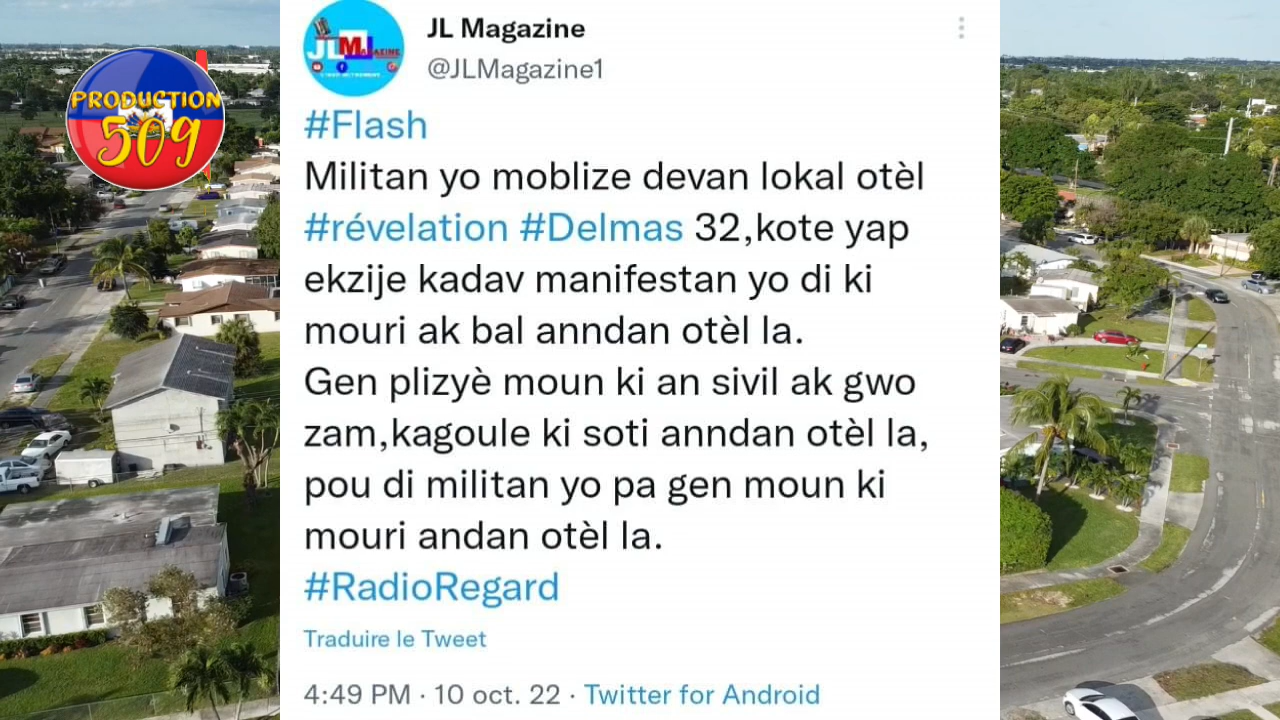 PRODUCTION
509
JL Magazine
@JLMagazine1
#Flash
Militan yo moblize devan lokal otèl
#révelation #Delmas 32,kote yap
ekzije kadav manifestan yo di ki
mouri ak bal anndan otèl la.
Gen plizyè moun ki an sivil ak gwo
zam,kagoule ki soti anndan otèl la,
pou di militan yo pa gen moun ki
mouri andan otèl la.
#RadioRegard
Traduire le Tweet
4:49 PM · 10 oct. 22 · Twitter for Android